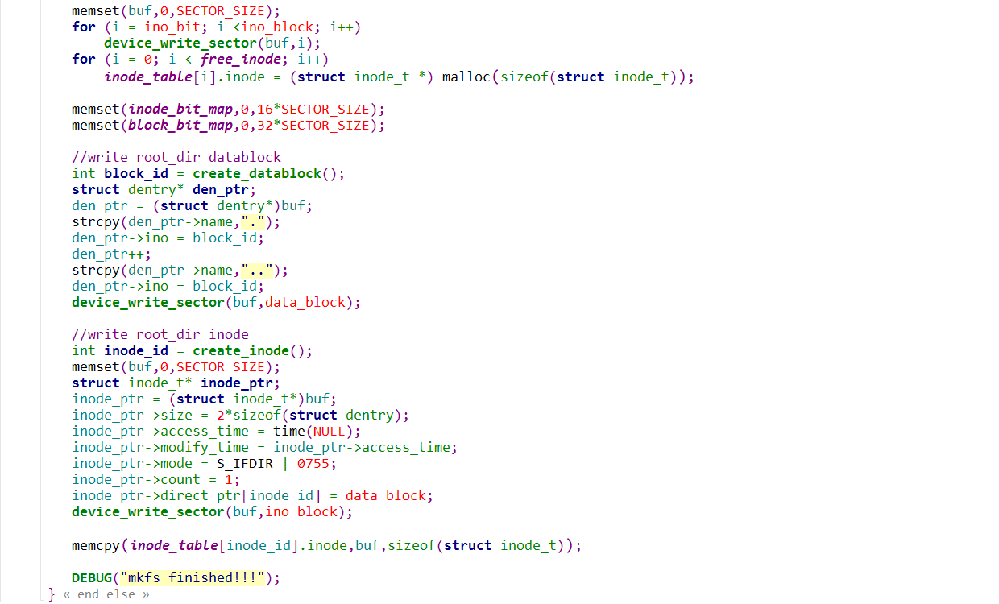 memset(buf,0,SECTOR_SIZE);
for (i = ino_bit; i <ino_block; i++)
device_write_sector(buf,i);
for (i = 0; i < free_inode; i++)
inode_table[i].inode = (struct inode_t *) malloc(sizeof(struct inode_t));
memset(inode_bit_map,0,16*SECTOR_SIZE);
memset(block_bit_map,0,32*SECTOR_SIZE);
//write root_dir datablock
int block_id = create_datablock();
struct dentry* den_ptr;
den_ptr = (struct dentry*)buf;
strcpy(den_ptr->name,".");
den_ptr->ino = block_id;
den_ptr++;
strcpy(den_ptr->name,"..");
den_ptr->ino = block_id;
device_write_sector(buf,data_block);
//write root_dir inode
int inode_id = create_inode();
memset(buf,0,SECTOR_SIZE);
struct inode_t* inode_ptr;
inode_ptr = (struct inode_t*)buf;
inode_ptr->size = 2*sizeof(struct dentry);
inode_ptr->access_time = time(NULL);
inode_ptr->modify_time = inode_ptr->access_time;
inode_ptr->mode = S_IFDIR | 0755;
inode_ptr->count = 1;
inode_ptr->direct_ptr[inode_id] = data_block;
device_write_sector(buf,ino_block);
memcpy(inode_table[inode_id].inode,buf,sizeof(struct inode_t));
DEBUG("mkfs finished!!!");
} « end else »